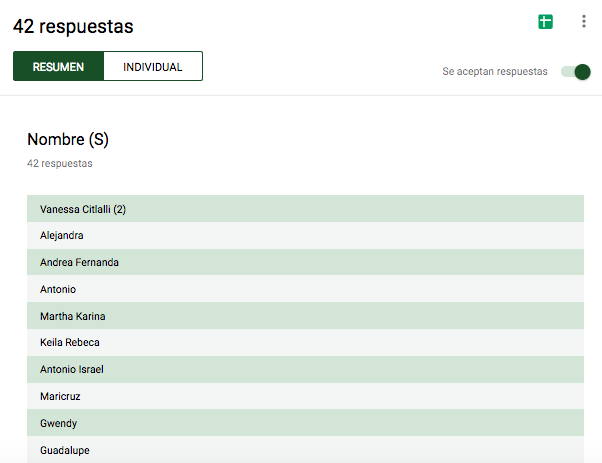 42 respuestas
RESUMEN
INDIVIDUAL
Se aceptan respuestas
Nombre (S)
42 respuestas
Vanessa Citlalli (2)
Alejandra
Andrea Fernanda
Antonio
Martha Karina
Keila Rebeca
Antonio Israel
Maricruz
Gwendy
Guadalupe